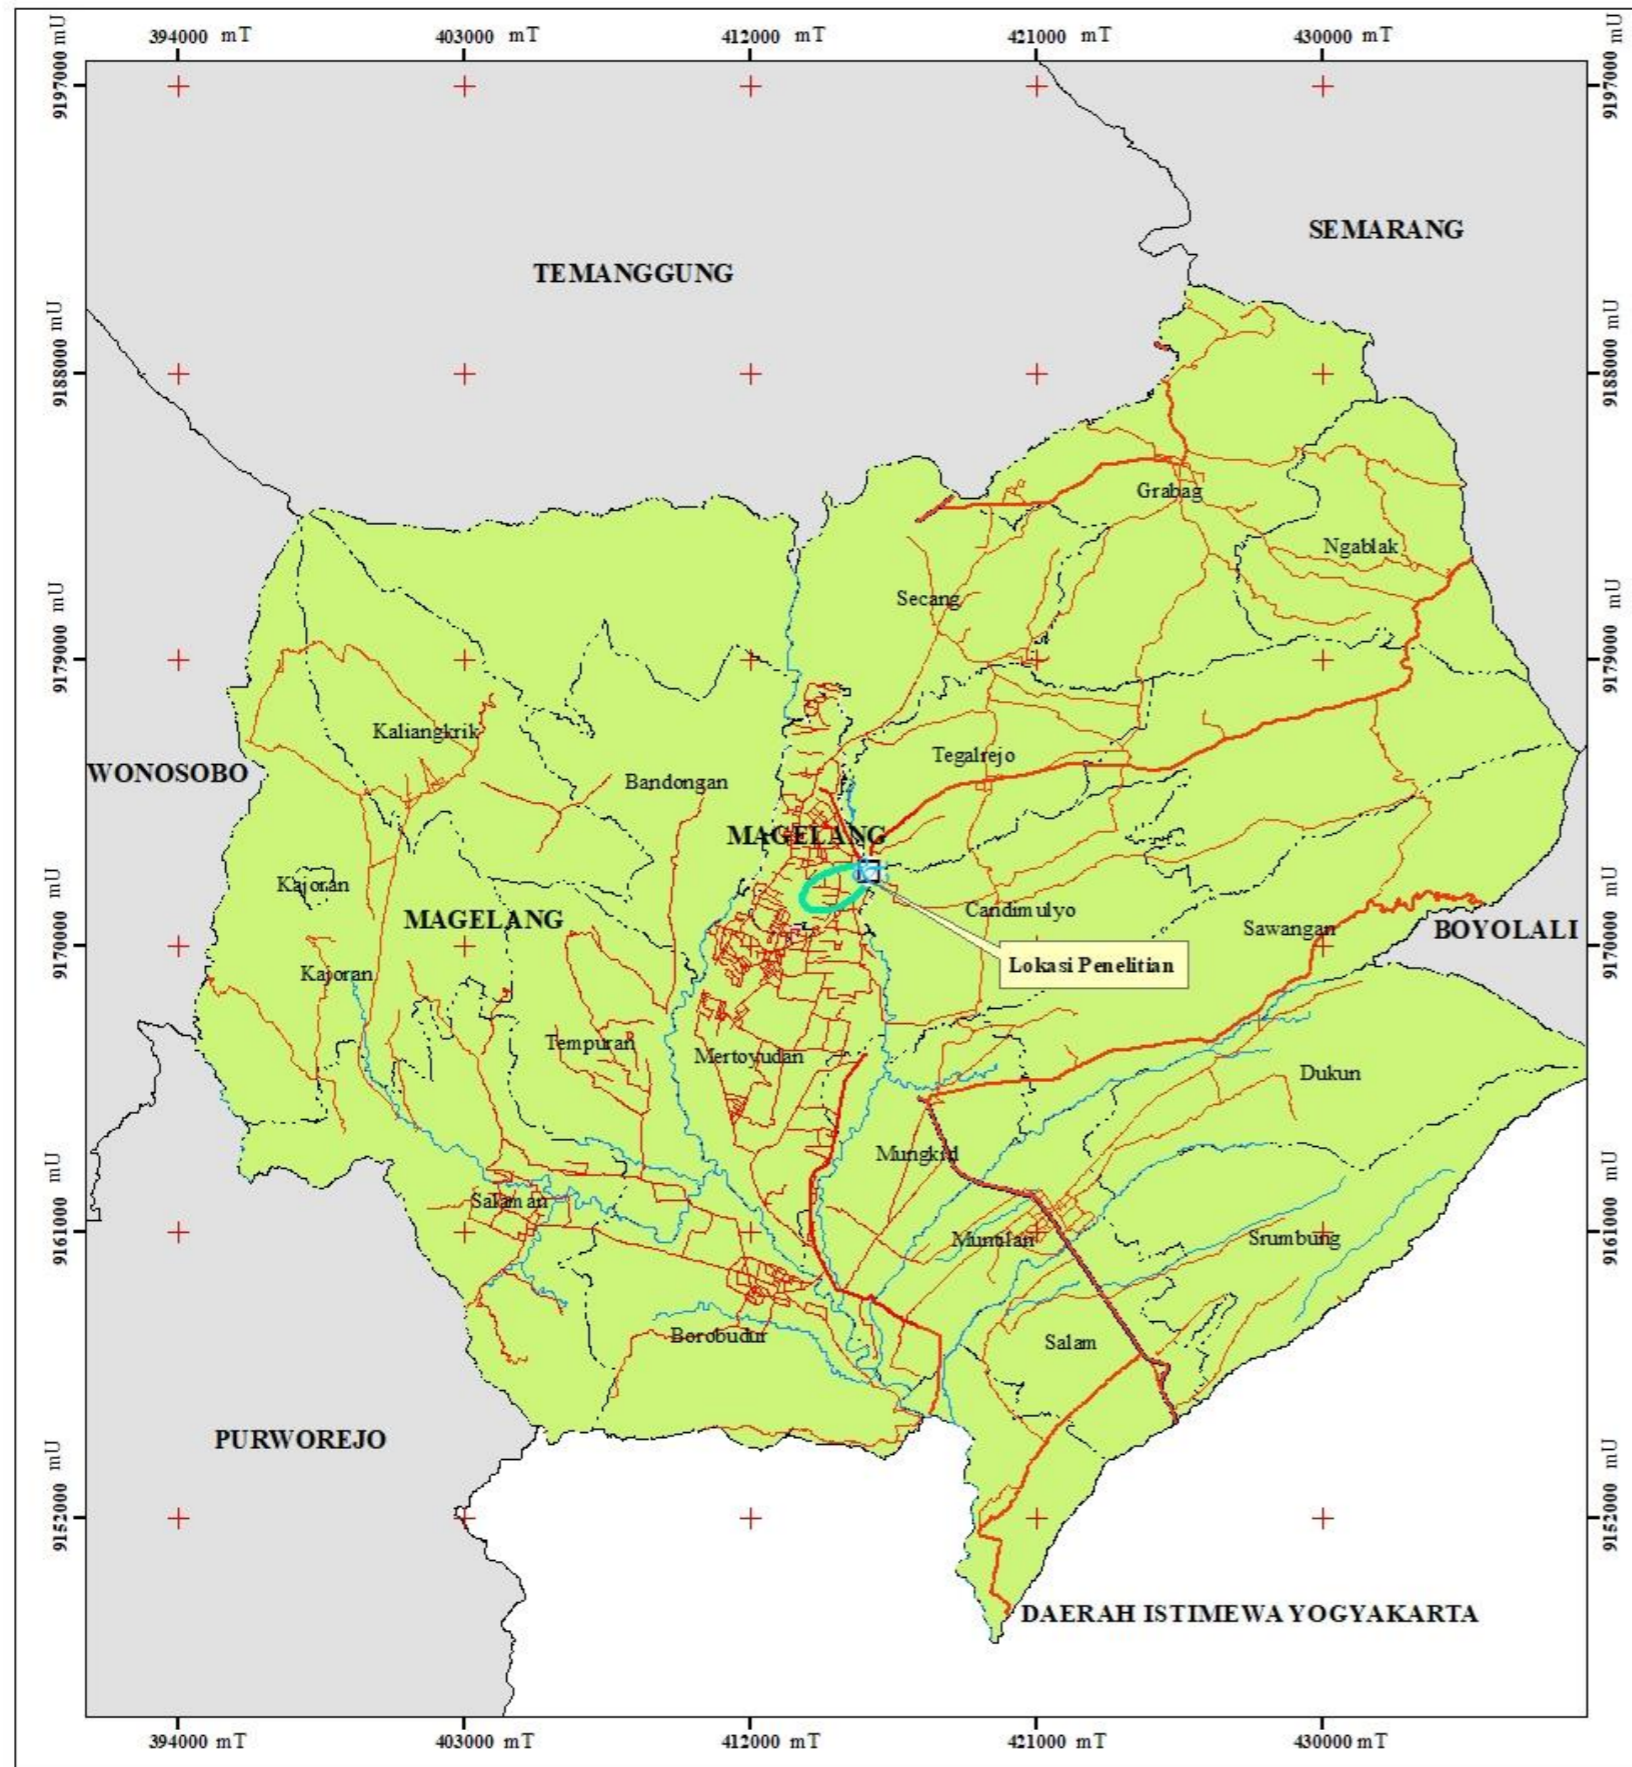 394000 mT
403000 mT
412000 mT
421000 mT
430000 mT
9197000 mU
9197000 mU
SEMARANG
TEMANGGUNG
9188000 mU
9188000 mU
Grabag
Ngablak
Secang
9179000 mU
9179000 mU
Kaliangkrik
Tegalrejo
WONOSOBO
Bandongan
MAGELANG
Kajoran
Candimulyo
MAGELANG
Sawangan
BOYOLALI
9170000 mU
9170000 mU
Lokasi Penelitian
Kajoran
Tempuran
Mertoyudan
Dukun
Mungkid
Salaman
9161000 mU
9161000 mU
Muntilan
Srumbung
Borobudur
Salam
PURWOREJO
9152000 mU
9152000 mU
DAERAH ISTIMEWA YOGYAKARTA
394000 mT
403000 mT
412000 mT
421000 mT
430000 mT